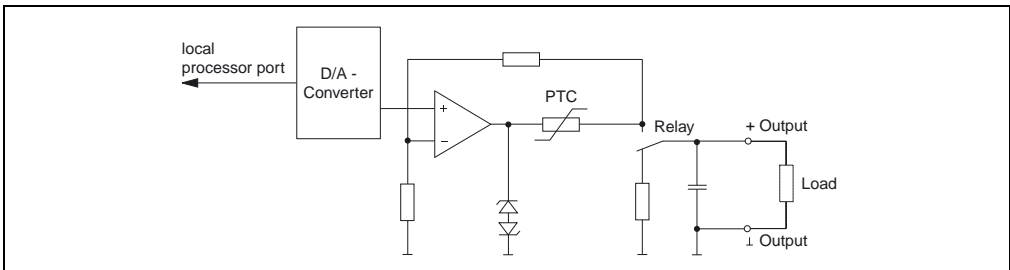 local
processor port
D/A -
Converter
+
−
PTC
Relay
+ Output
Load
⊥ Output